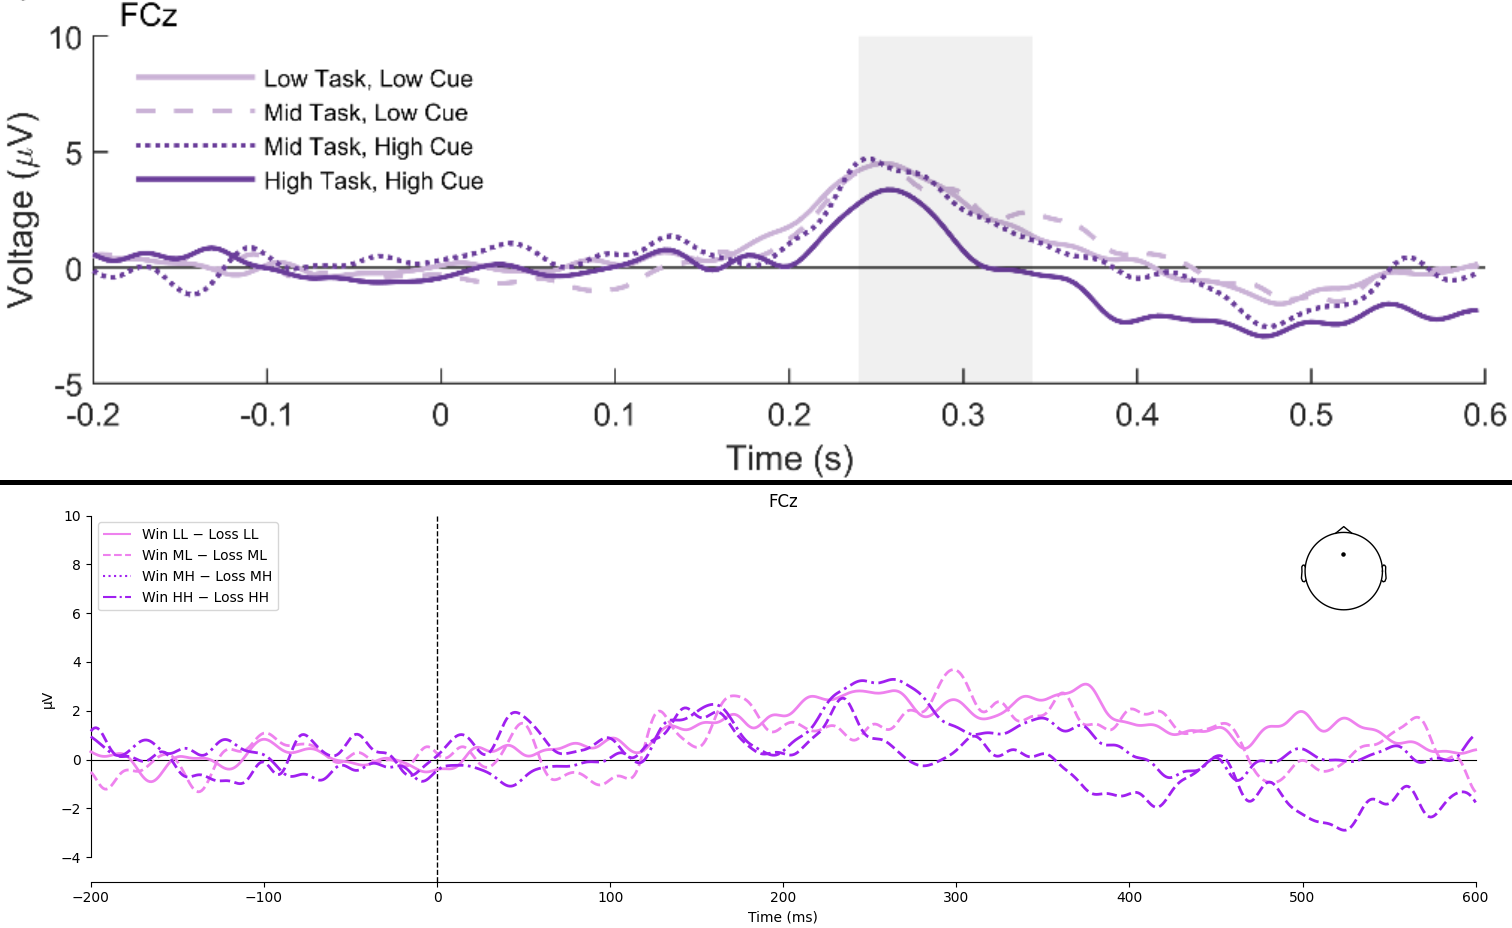 FCz
10
5
0
-5
Voltage (μV)
Low Task, Low Cue
Mid Task, Low Cue
Mid Task, High Cue
High Task, High Cue
-0.2 -0.1 0 0.1 0.2 0.3 0.4 0.5 0.6
Time (s)
FCz
10
8
6
4
2
0
−2
−4
µV
Win LL − Loss LL
Win ML − Loss ML
Win MH − Loss MH
Win HH − Loss HH
−200 −100 0 100 200 300 400 500 600
Time (ms)